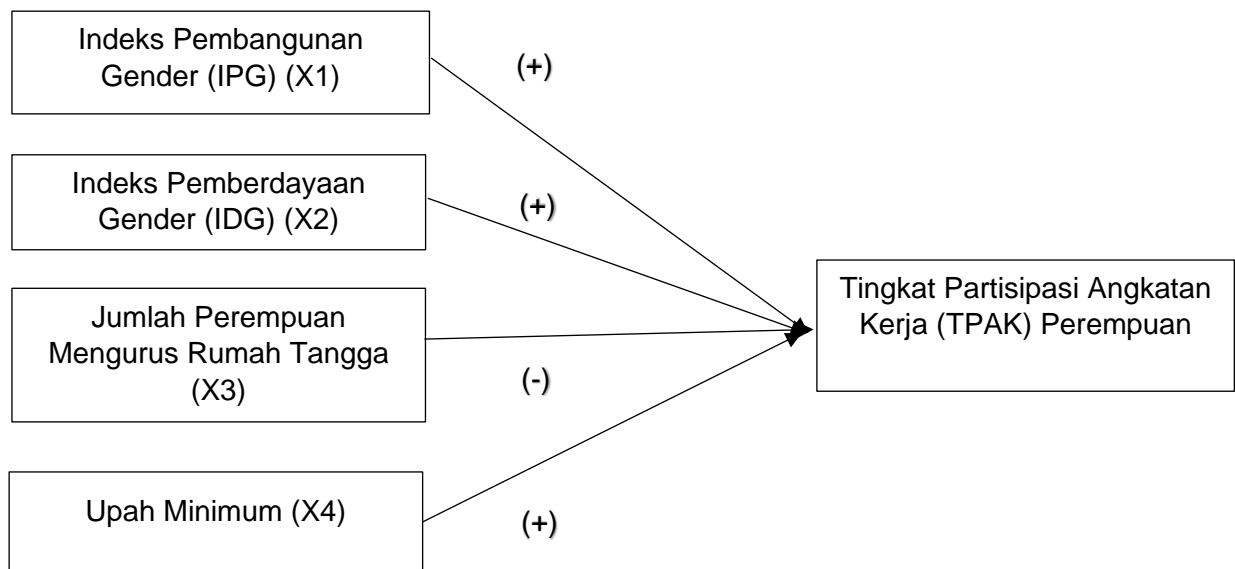 Indeks Pembangunan
Gender (IPG) (X1)
(+)
Indeks Pemberdayaan
Gender (IDG) (X2)
(+)
Jumlah Perempuan
Mengurus Rumah Tangga
(X3)
(-)
Upah Minimum (X4)
(+)
Tingkat Partisipasi Angkatan
Kerja (TPAK) Perempuan